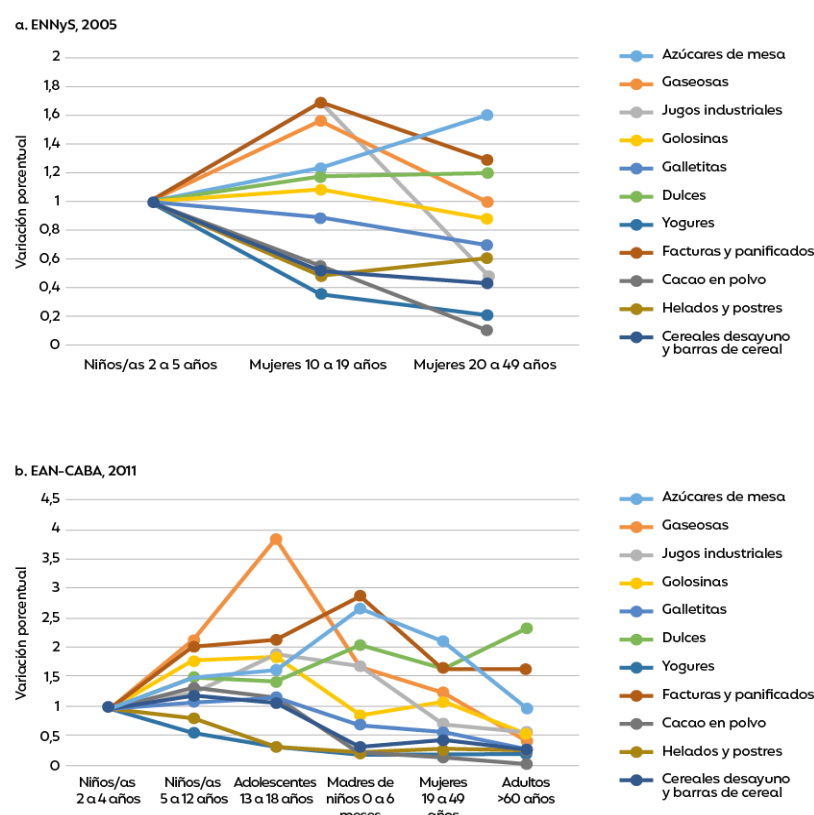 a. ENNyS, 2005
Variación porcentual
2
1,8
1,6
1,4
1,2
1
0,8
0,6
0,4
0,2
0
Niños/as 2 a 5 años
Mujeres 10 a 19 años
Mujeres 20 a 49 años
Azúcares de mesa
Gaseosas
Jugos industriales
Golosinas
Galletitas
Dulces
Yogures
Facturas y panificados
Cacao en polvo
Helados y postres
Cereales desayuno
y barras de cereal
b. EAN-CABA, 2011
Variación porcentual
4,5
4
3,5
3
2,5
2
1,5
1
0,5
0
Niños/as
2 a 4 años
Niños/as
5 a 12 años
Adolescentes
13 a 18 años
Madres de
niños 0 a 6
meses
Mujeres
19 a 49
años
Adultos
>60 años
Azúcares de mesa
Gaseosas
Jugos industriales
Golosinas
Galletitas
Dulces
Yogures
Facturas y panificados
Cacao en polvo
Helados y postres
Cereales desayuno
y barras de cereal